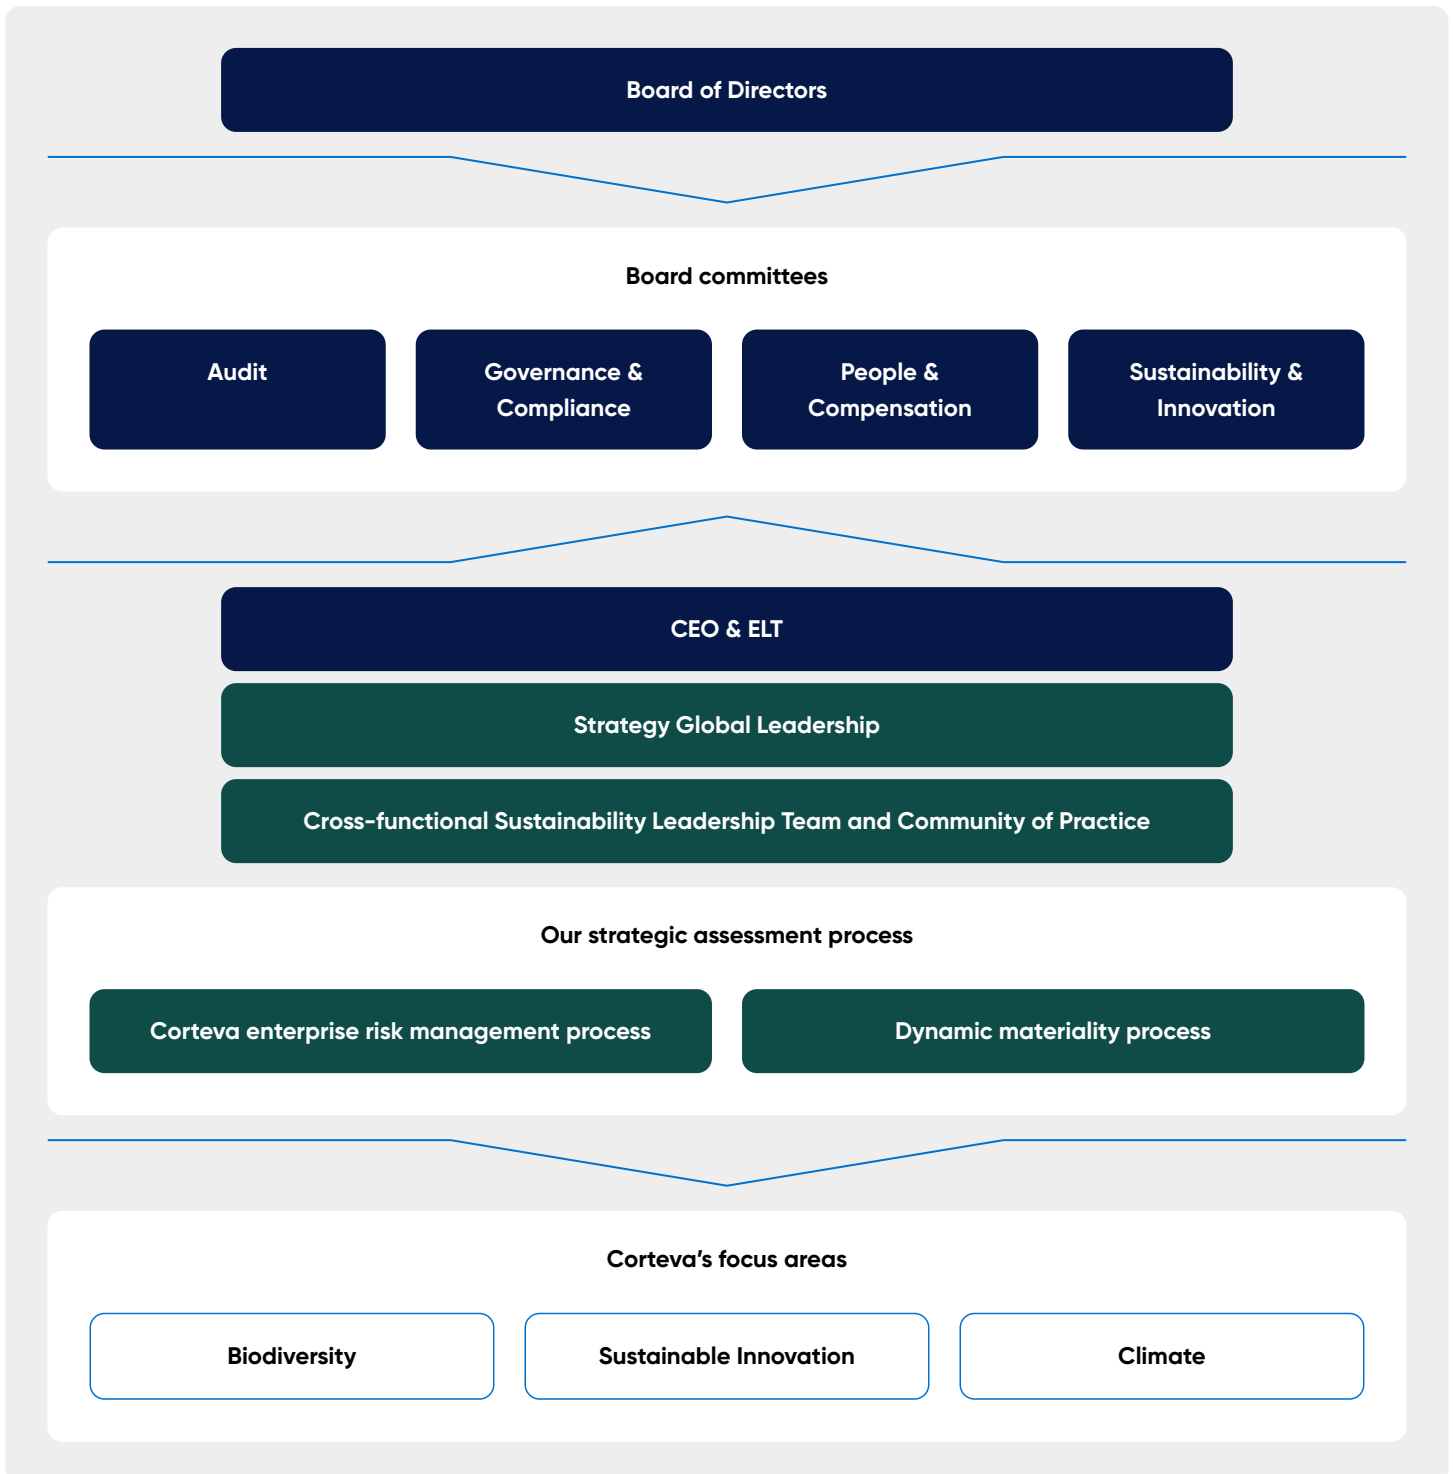 Board of Directors
Board committees
Audit
Governance &
Compliance
People &
Compensation
Sustainability &
Innovation
CEO & ELT
Strategy Global Leadership
Cross-functional Sustainability Leadership Team and Community of Practice
Our strategic assessment process
Corteva enterprise risk management process
Dynamic materiality process
Corteva’s focus areas
Biodiversity
Sustainable Innovation
Climate